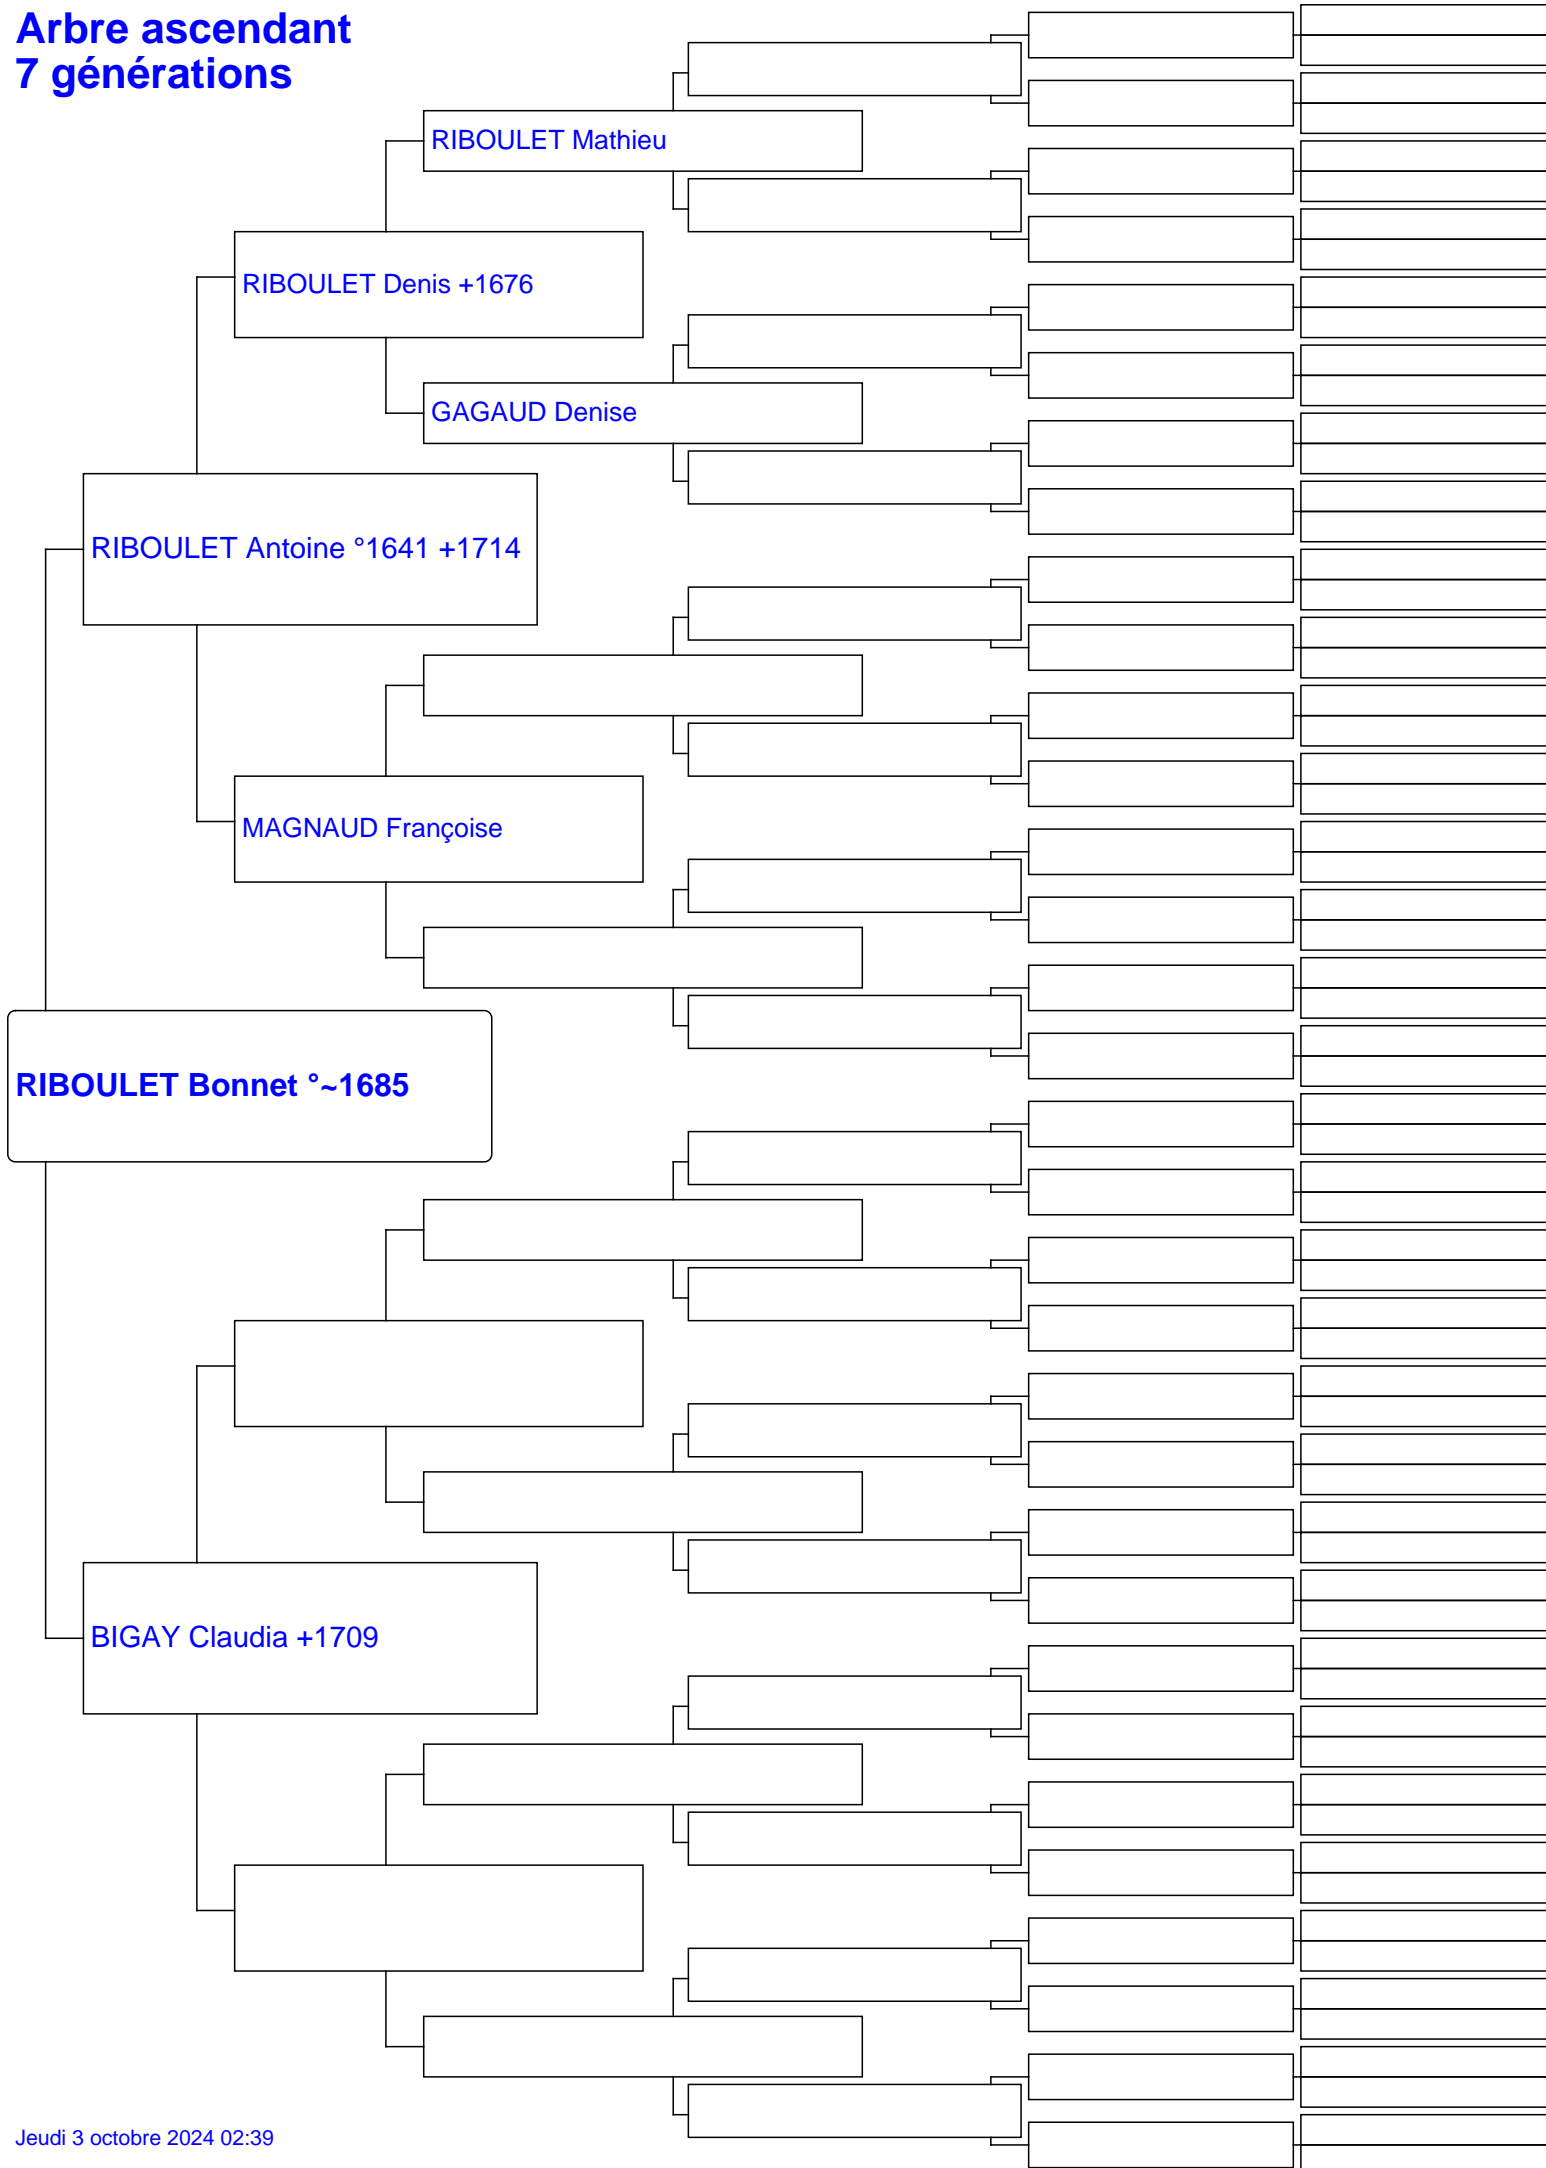 Arbre ascendant
7 générations
RIBOULET Mathieu
RIBOULET Denis +1676
GAGAUD Denise
RIBOULET Antoine °1641 +1714
MAGNAUD Françoise
RIBOULET Bonnet °~1685
BIGAY Claudia +1709
Jeudi 3 octobre 2024 02:39